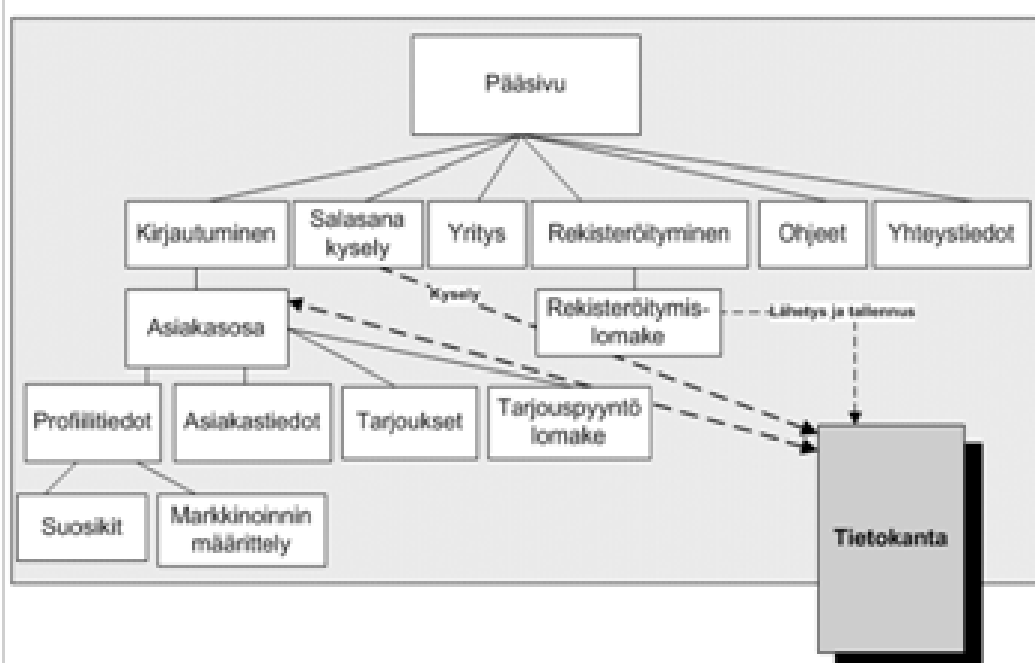 Pääsivu
Kirjautuminen
Salasana
kysely
Yritys
Rekisteröityminen
Ohjeet
Yhteystiedot
Kysely
Asiakasosa
Rekisteröitymis-
lomake
Lähetys ja tallennus
Profiilitiedot
Asiakastiedot
Tarjoukset
Tarjouspyyntö
lomake
Suosikit
Markkinoinnin
määrittely
Tietokanta